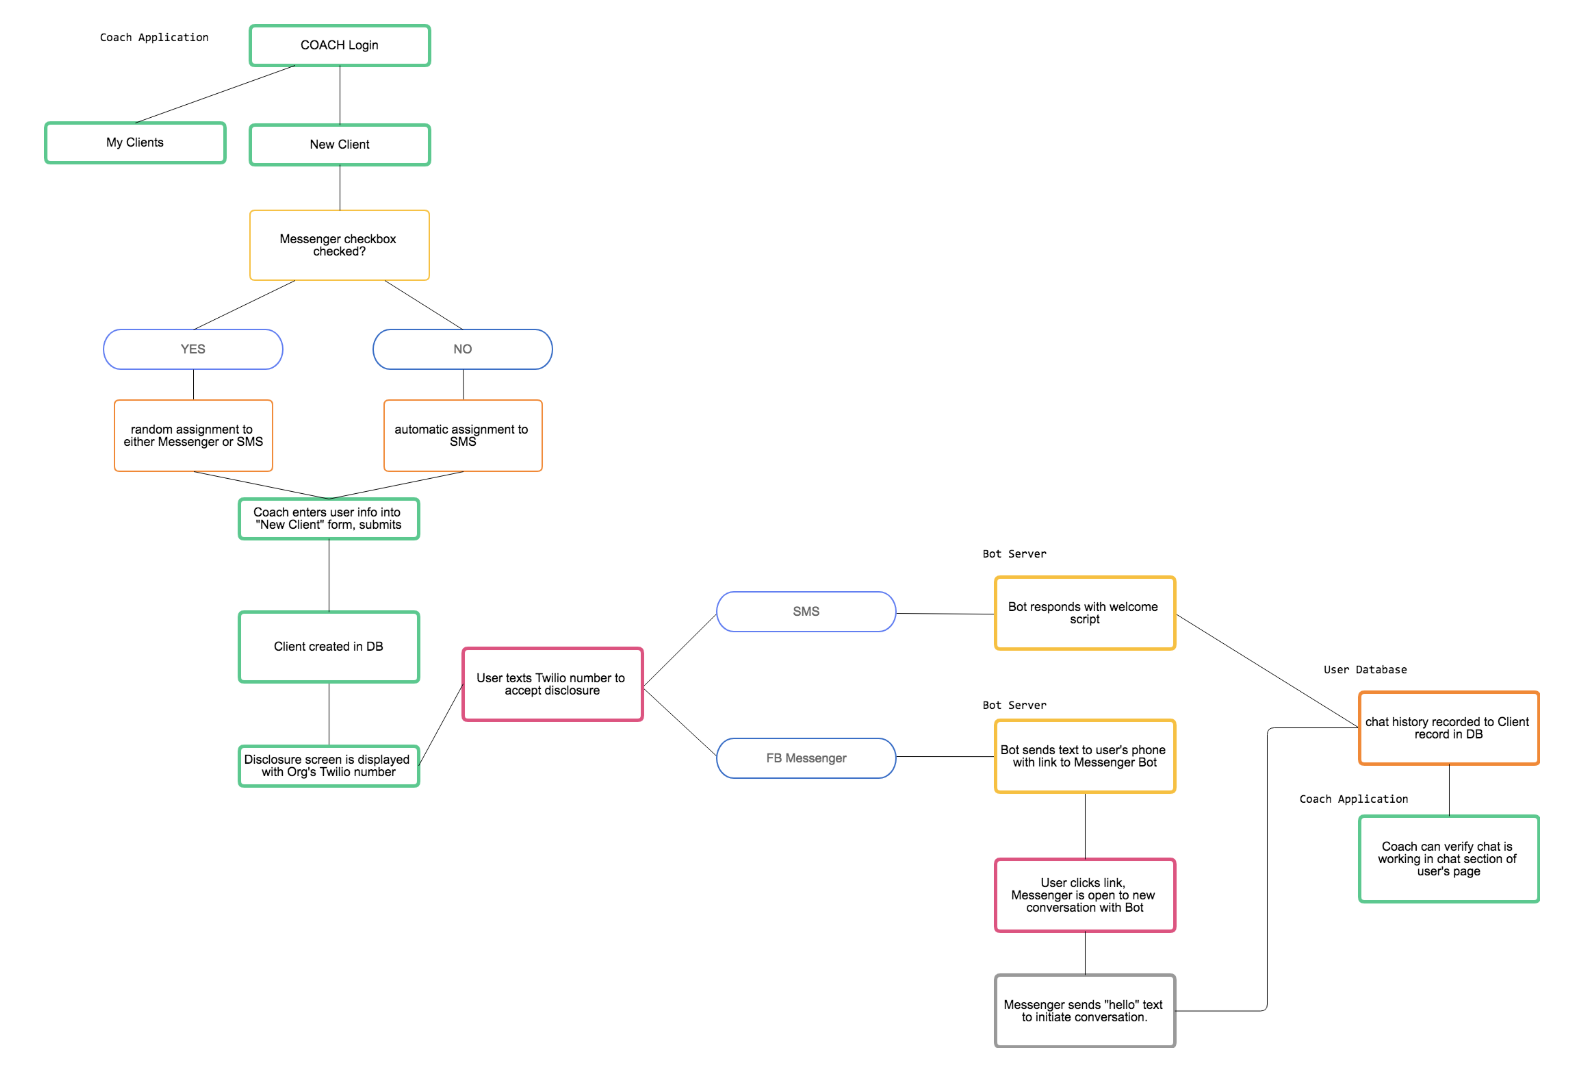 Coach Application
COACH Login
My Clients
New Client
Messenger checkbox
checked?
YES
NO
random assignment to
either Messenger or SMS
automatic assignment to
SMS
Coach enters user info into
"New Client" form, submits
Client created in DB
Disclosure screen is displayed
with Org's Twilio number
User texts Twilio number to
accept disclosure
SMS
FB Messenger
Bot Server
Bot responds with welcome
script
Bot Server
Bot sends text to user's phone
with link to Messenger Bot
User clicks link,
Messenger is open to new
conversation with Bot
Messenger sends "hello" text
to initiate conversation.
User Database
chat history recorded to Client
record in DB
Coach Application
Coach can verify chat is
working in chat section of
user's page